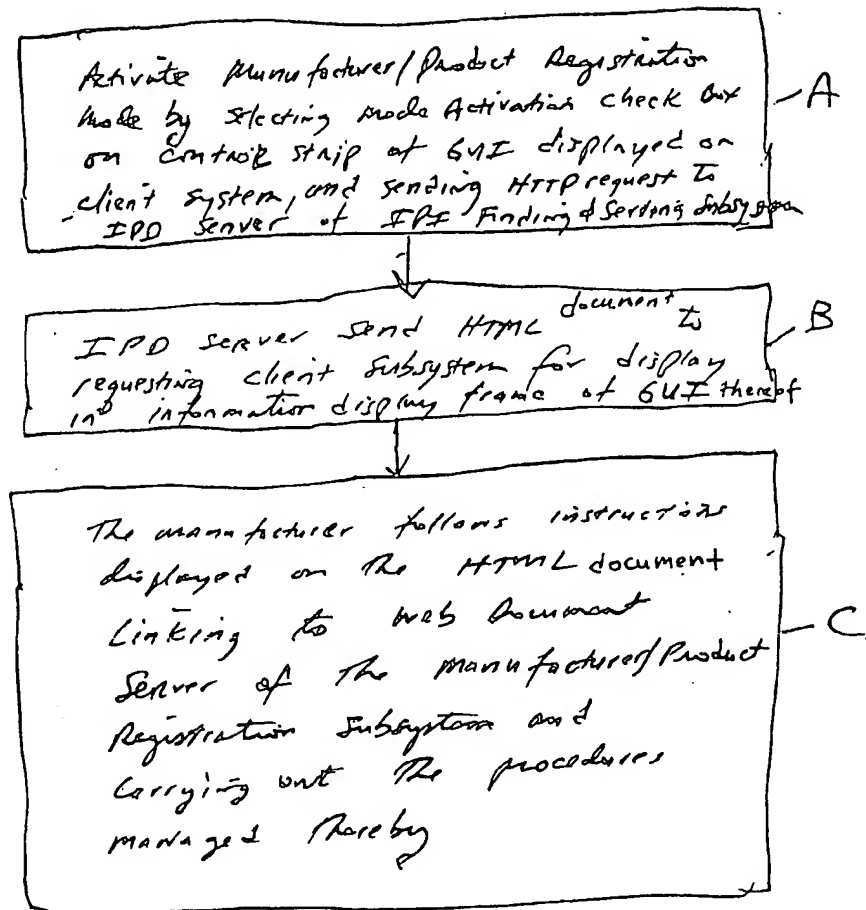 Activate Manufacturer/Product Registration
Mode by selecting Mode Activation check box
on control strip of GUI displayed on
client system, and sending HTTP request to
IPD server of IPI Finding & Serving Subsystem
A
IPD server send HTML document to
requesting client subsystem for display
in information display frame of GUI thereof
B
The manufacturer follows instructions
displayed on the HTML document
Linking to web Document
Server of the manufacturer/Product
Registration subsystem and
Carrying out the procedures
managed thereby
C